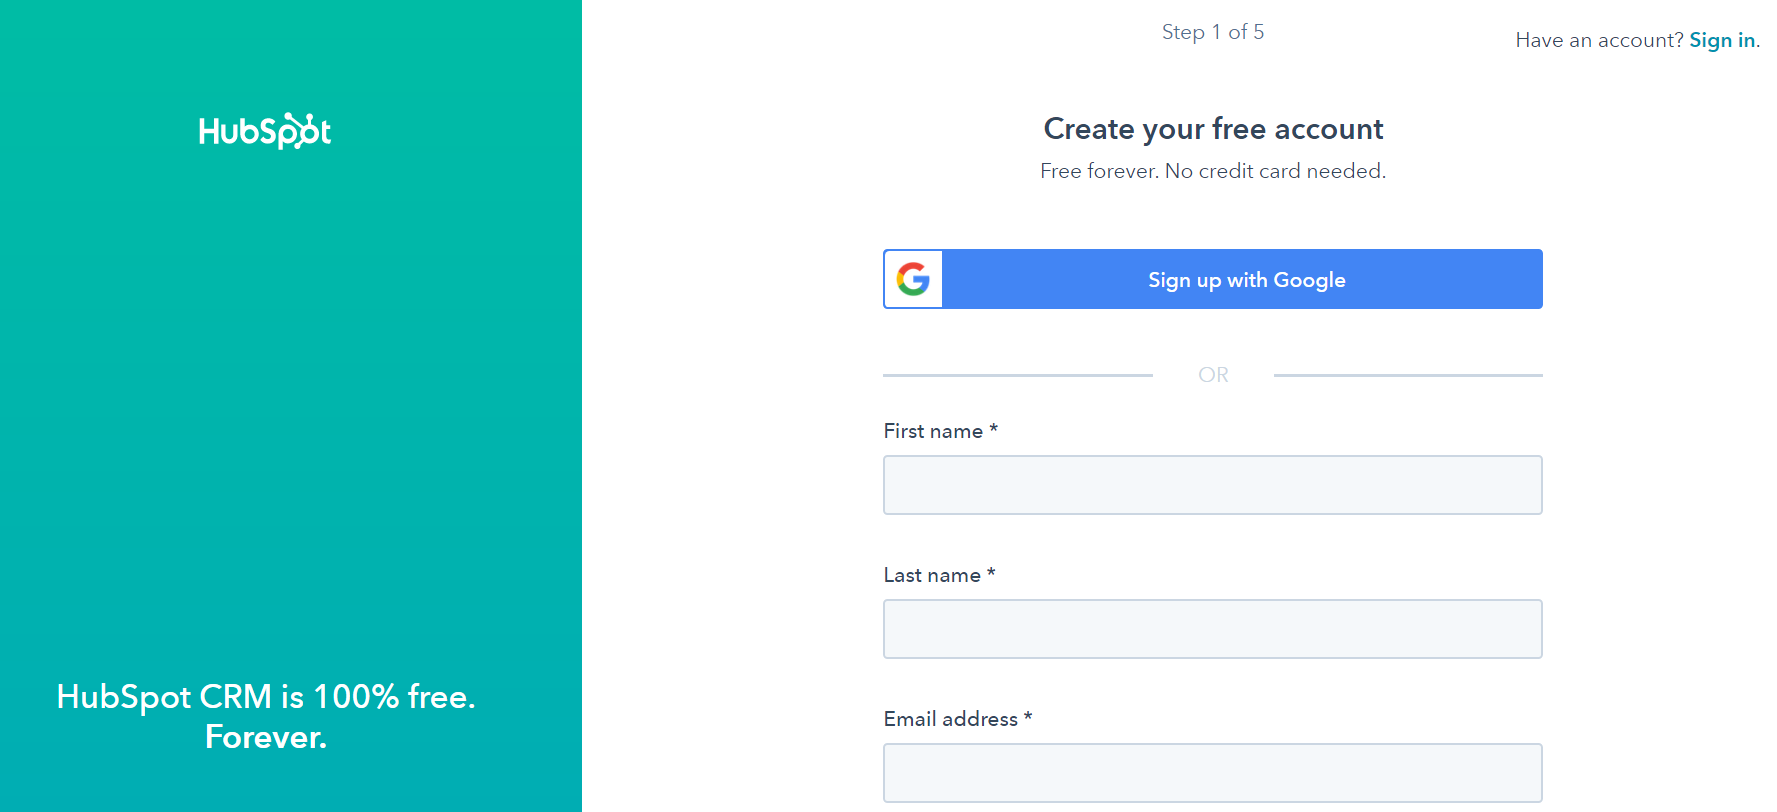 HubSpot
HubSpot CRM is 100% free.
Forever.
Step 1 of 5
Have an account? Sign in.
Create your free account
Free forever. No credit card needed.
Sign up with Google
OR
First name *
Last name *
Email address *